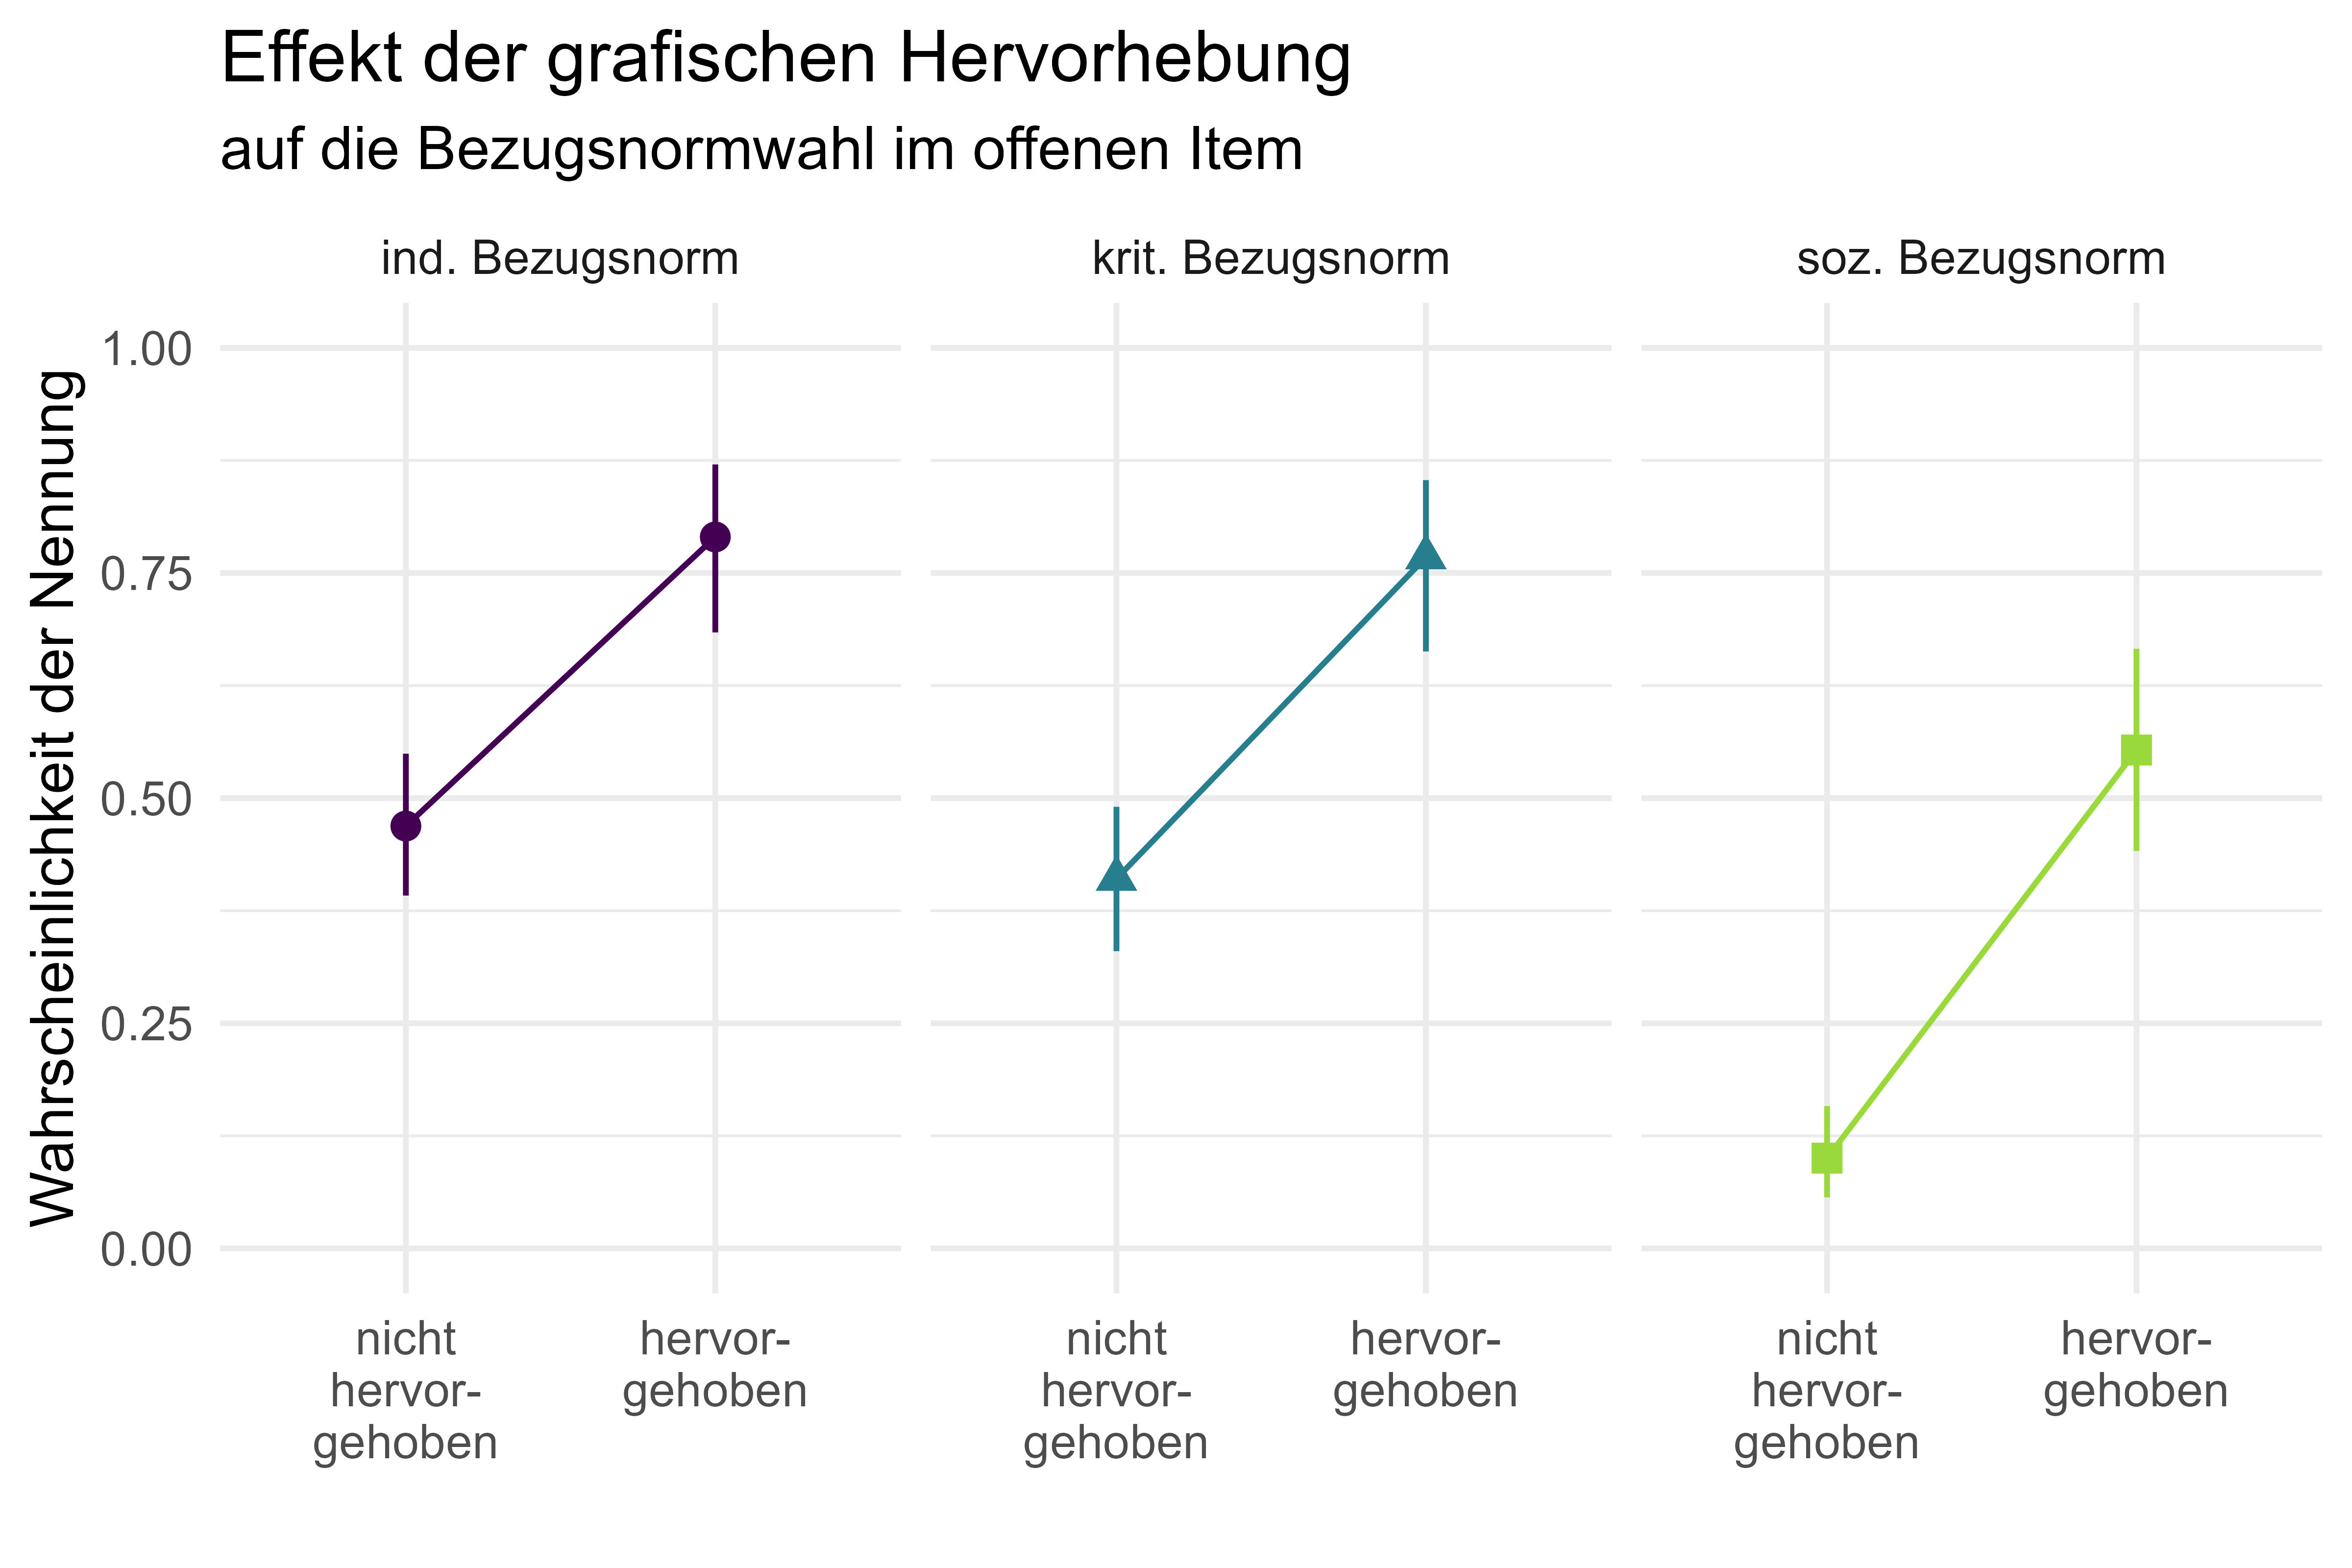 Effekt der grafischen Hervorhebung
auf die Bezugsnormwahl im offenen Item
ind. Bezugsnorm
krit. Bezugsnorm
soz. Bezugsnorm
Wahrscheinlichkeit der Nennung
1.00
0.75
0.50
0.25
0.00
nicht
hervor-
gehoben
hervor-
gehoben
nicht
hervor-
gehoben
hervor-
gehoben
nicht
hervor-
gehoben
hervor-
gehoben